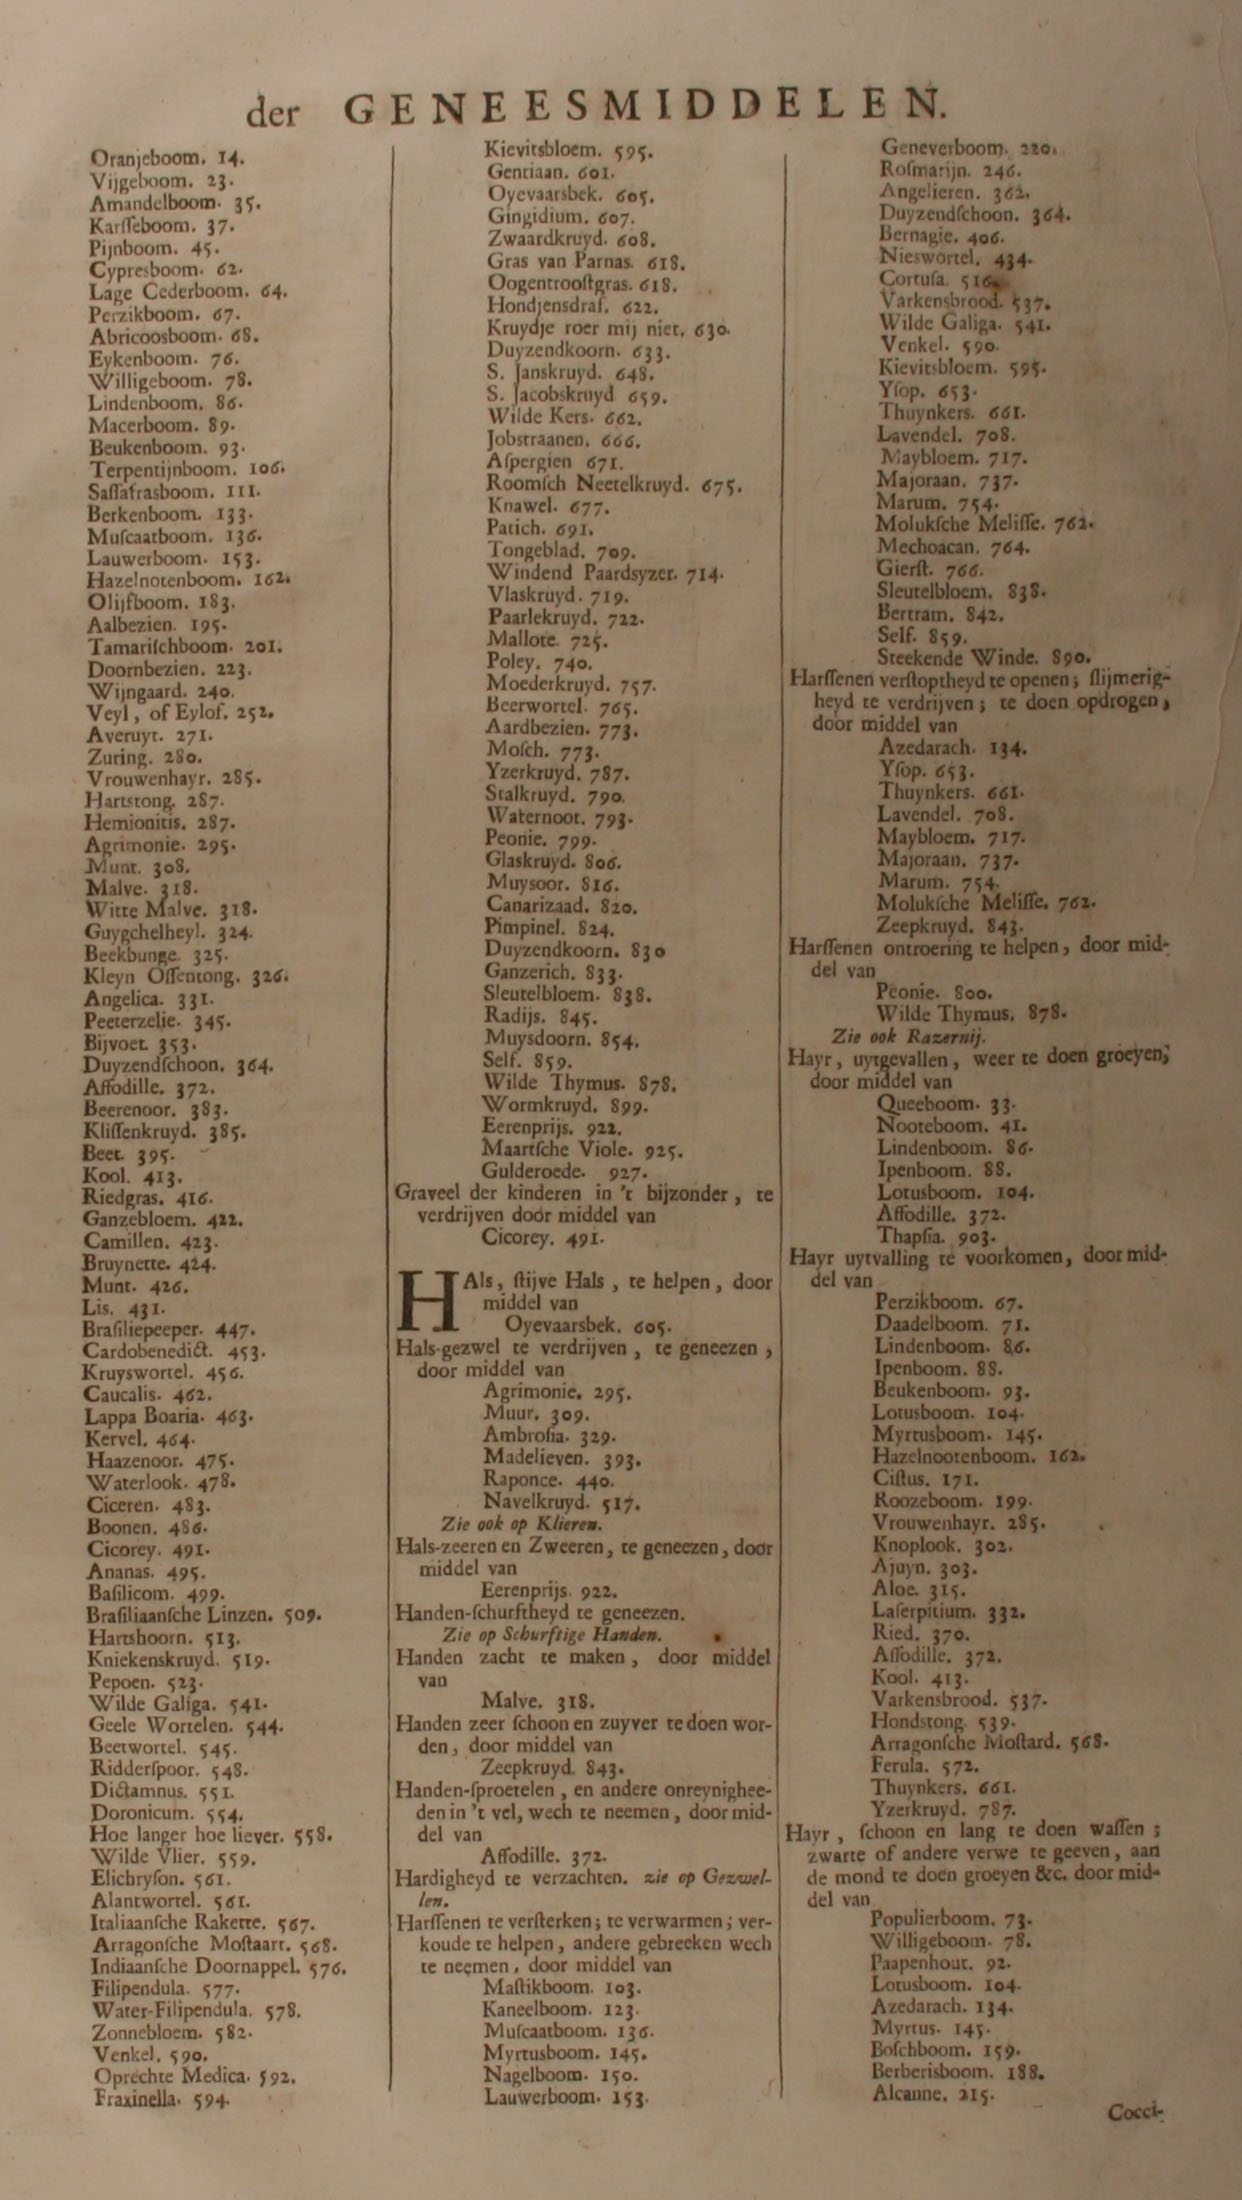 der GENEESMIDDELEN.
Oranjeboom. 14.
Vijgeboom. 23.
Amandelboom. 35.
Karſſeboom. 37.
Pijnboom. 45.
Cypresboom. 62.
Lage Cederboom. 64.
Perzikboom. 67.
Abricoosboom. 68.
Eykenboom. 76.
Willigeboom. 78.
Lindenboom. 86.
Macerboom. 89.
Beukenboom. 93.
Terpentijnboom. 106.
Saſſafrasboom. 111.
Berkenboom. 133.
Muſcaatboom. 136.
Lauwerboom. 153.
Hazelnotenboom. 162.
Olijfboom. 183.
Aalbezien. 195.
Tamariſchboom. 201.
Doornbezien. 223.
Wijngaard. 240.
Veyl, of Eylof. 252.
Averuyt. 271.
Zuring. 280.
Vrouwenhayr. 285.
Hartstong. 287.
Hemionitis. 287.
Agrimonie. 295.
Munt. 308.
Malve. 318.
Witte Malve. 318.
Guygchelheyl. 324.
Beekbunge. 325.
Kleyn Oſſentong. 326.
Angelica. 331.
Peeterzelie. 345.
Bijvoet. 353.
Duyzendſchoon. 364.
Aſſodille. 372.
Beerenoor. 383.
Kliſſenkruyd. 385.
Beet. 395.
Kool. 413.
Riedgras. 416.
Ganzebloem. 422.
Camillen. 423.
Bruynette. 424.
Munt. 426.
Lis. 431.
Braſiliepeeper. 447.
Cardobenedict. 453.
Kruyswortel. 456.
Caucalis. 462.
Lappa Boaria. 463.
Kervel. 464.
Haazenoor. 475.
Waterlook. 478.
Ciceren. 483.
Boonen. 486.
Cicorey. 491.
Ananas. 495.
Baſilicom. 499.
Braſiliaanſche Linzen. 509.
Hartshoorn. 513.
Kniekenskruyd. 519.
Pepoen. 523.
Wilde Galiga. 541.
Geele Wortelen. 544.
Beetwortel. 545.
Ridderſpoor. 548.
Dictamnus. 551.
Doronicum. 554.
Hoe langer hoe liever. 558.
Wilde Vlier. 559.
Elichryſon. 561.
Alantwortel. 561.
Italiaanſche Rakette. 567.
Arragonſche Moſtaart. 568.
Indiaanſche Doornappel. 576.
Filipendula. 577.
Water-Filipendula. 578.
Zonnebloem. 582.
Venkel. 590.
Oprechte Medica. 592.
Fraxinella. 594.
Kievitsbloem. 595.
Gentiaan. 601.
Oyevaarsbek. 605.
Gingidium. 607.
Zwaardkruyd. 608.
Gras van Parnas. 618.
Oogentrooſtgras. 618.
Hondjensdraf. 622.
Kruydje roer mij niet. 630.
Duyzendkoorn. 633.
S. Janskruyd. 648.
S. Jacobskruyd 659.
Wilde Kers. 662.
Jobstraanen. 666.
Aſpergien 671.
Roomſch Neetelkruyd. 675.
Knawel. 677.
Patich. 691.
Tongeblad. 709.
Windend Paardsyzer. 714.
Vlaskruyd. 719.
Paarlekruyd. 722.
Mallote. 725.
Poley. 740.
Moederkruyd. 757.
Beerwortel. 765.
Aardbezien. 773.
Moſch. 773.
Yzerkruyd. 787.
Stalkruyd. 790.
Waternoot. 793.
Peonie. 799.
Glaskruyd. 806.
Muysoor. 816.
Canarizaad. 820.
Pimpinel. 824.
Duyzendkoorn. 830
Ganzerich. 833.
Sleutelbloem. 838.
Radijs. 845.
Muysdoorn. 854.
Self. 859.
Wilde Thymus. 878.
Wormkruyd. 899.
Eerenprijs. 922.
Maartſche Viole. 925.
Gulderoede. 927.
Graveel der kinderen in 't bijzonder, te
verdrijven door middel van
Cicorey. 491.
HAls, ſtijve Hals, te helpen, door
middel van
Oyevaarsbek. 605.
Hals-gezwel te verdrijven, te geneezen,
door middel van
Agrimonie. 295.
Muur. 309.
Ambroſia. 329.
Madelieven. 393.
Raponce. 440.
Navelkruyd. 517.
Zie ook op Klieren.
Hals-zeeren en Zweeren, te geneezen, door
middel van
Eerenprijs. 922.
Handen-ſchurftheyd te geneezen.
Zie op Schurftige Handen.
Handen zacht te maken, door middel
van
Malve. 318.
Handen zeer ſchoon en zuyver te doen wor-
den, door middel van
Zeepkruyd. 843.
Handen-ſproetelen, en andere onreynighee-
den in 't vel, wech te neemen, door mid-
del van
Aſſodille. 372.
Hardigheyd te verzachten. zie op Gezwel-
len.
Harſſenen te verſterken; te verwarmen; ver-
koude te helpen, andere gebreeken wech
te neemen, door middel van
Maſtikboom. 103.
Kaneelboom. 123.
Muſcaatboom. 136.
Myrtusboom. 145.
Nagelboom. 150.
Lauwerboom. 153.
Geneverboom. 220.
Roſmarijn. 246.
Angelieren. 362.
Duyzendſchoon. 364.
Bernagie. 406.
Nieswortel. 434.
Cortuſa. 516.
Varkensbrood. 537.
Wilde Galiga. 541.
Venkel. 590.
Kievitsbloem. 595.
Yſop. 653.
Thuynkers. 661.
Lavendel. 708.
Maybloem. 717.
Majoraan. 737.
Marum. 754.
Molukſche Meliſſe. 762.
Mechoacan. 764.
Gierſt. 766.
Sleutelbloem. 838.
Bertram. 842.
Self. 859.
Steekende Winde. 890.
Harſſenen verſtoptheyd te openen; ſlijmerig-
heyd te verdrijven; te doen opdrogen,
door middel van
Azedarach. 134.
Yſop. 653.
Thuynkers. 661.
Lavendel. 708.
Maybloem. 717.
Majoraan. 737.
Marum. 754.
Molukſche Meliſſe. 762.
Zeepkruyd. 843.
Harſſenen ontroering te helpen, door mid-
del van
Peonie. 800.
Wilde Thymus. 878.
Zie ook Razernij.
Hayr, uytgevallen, weer te doen groeyen,
door middel van
Queeboom. 33.
Nooteboom. 41.
Lindenboom. 86.
Ipenboom. 88.
Lotusboom. 104.
Aſſodille. 372.
Thapſia. 903.
Hayr uytvalling te voorkomen, door mid-
del van
Perzikboom. 67.
Daadelboom. 71.
Lindenboom. 86.
Ipenboom. 88.
Beukenboom. 93.
Lotusboom. 104.
Myrtusboom. 145.
Hazelnootenboom. 162.
Ciſtus. 171.
Roozeboom. 199.
Vrouwenhayr. 285.
Knoplook. 302.
Ajuyn. 303.
Aloe. 315.
Laſerpitium. 332.
Ried. 370.
Aſſodille. 372.
Kool. 413.
Varkensbrood. 537.
Hondstong. 539.
Arragonſche Moſtard. 568.
Ferula. 572.
Thuynkers. 661.
Yzerkruyd. 787.
Hayr, ſchoon en lang te doen waſſen;
zwarte of andere verwe te geeven, aan
de mond te doen groeyen &c. door mid-
del van
Populierboom. 73.
Willigeboom. 78.
Paapenhout. 92.
Lotusboom. 104.
Azedarach. 134.
Myrtus. 145.
Boſchboom. 159.
Berberisboom. 188.
Alcanne. 215.
Cocci-